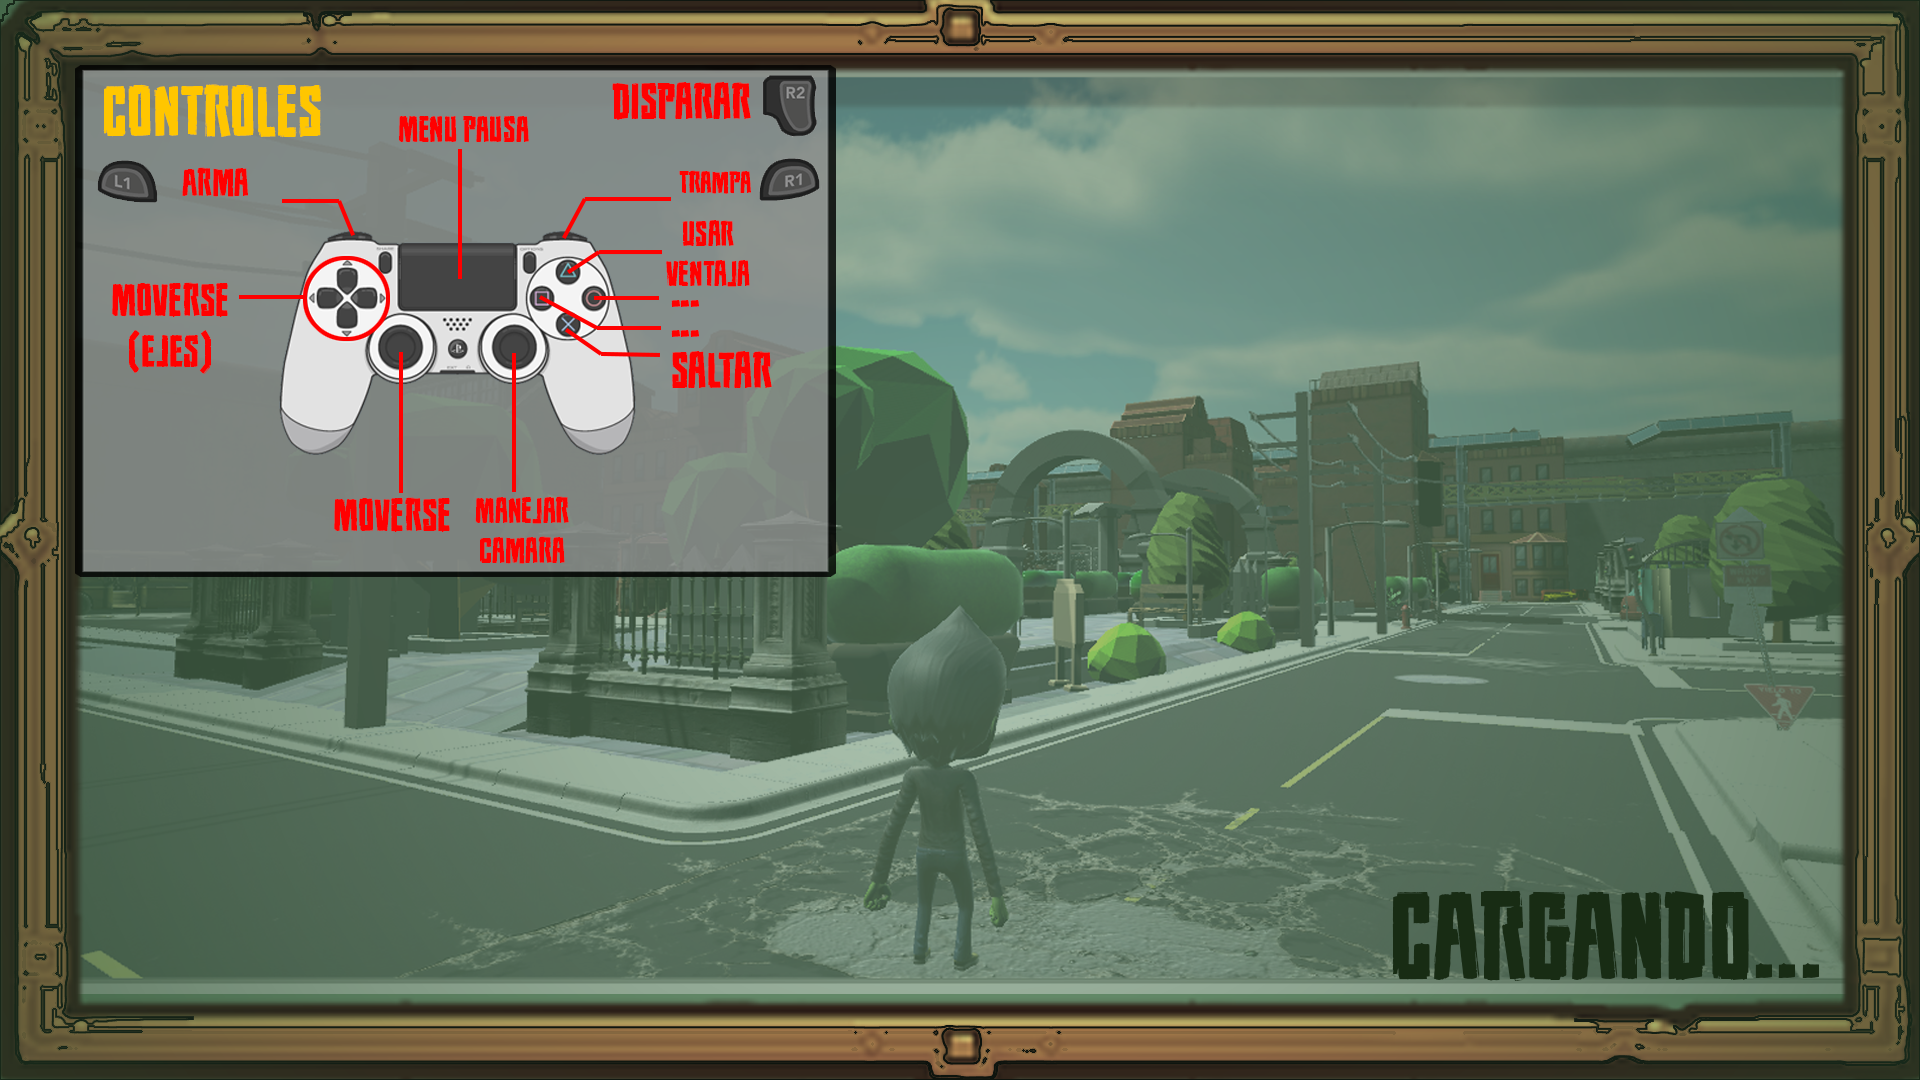 CONTROLES
DISPARAR
R2
MENU PAUSA
L1
ARMA
TRAMPA
R1
USAR
VENTAJA
---
---
MOVERSE
(EJES)
SALTAR
MOVERSE
MANEJAR
CAMARA
CARGANDO...